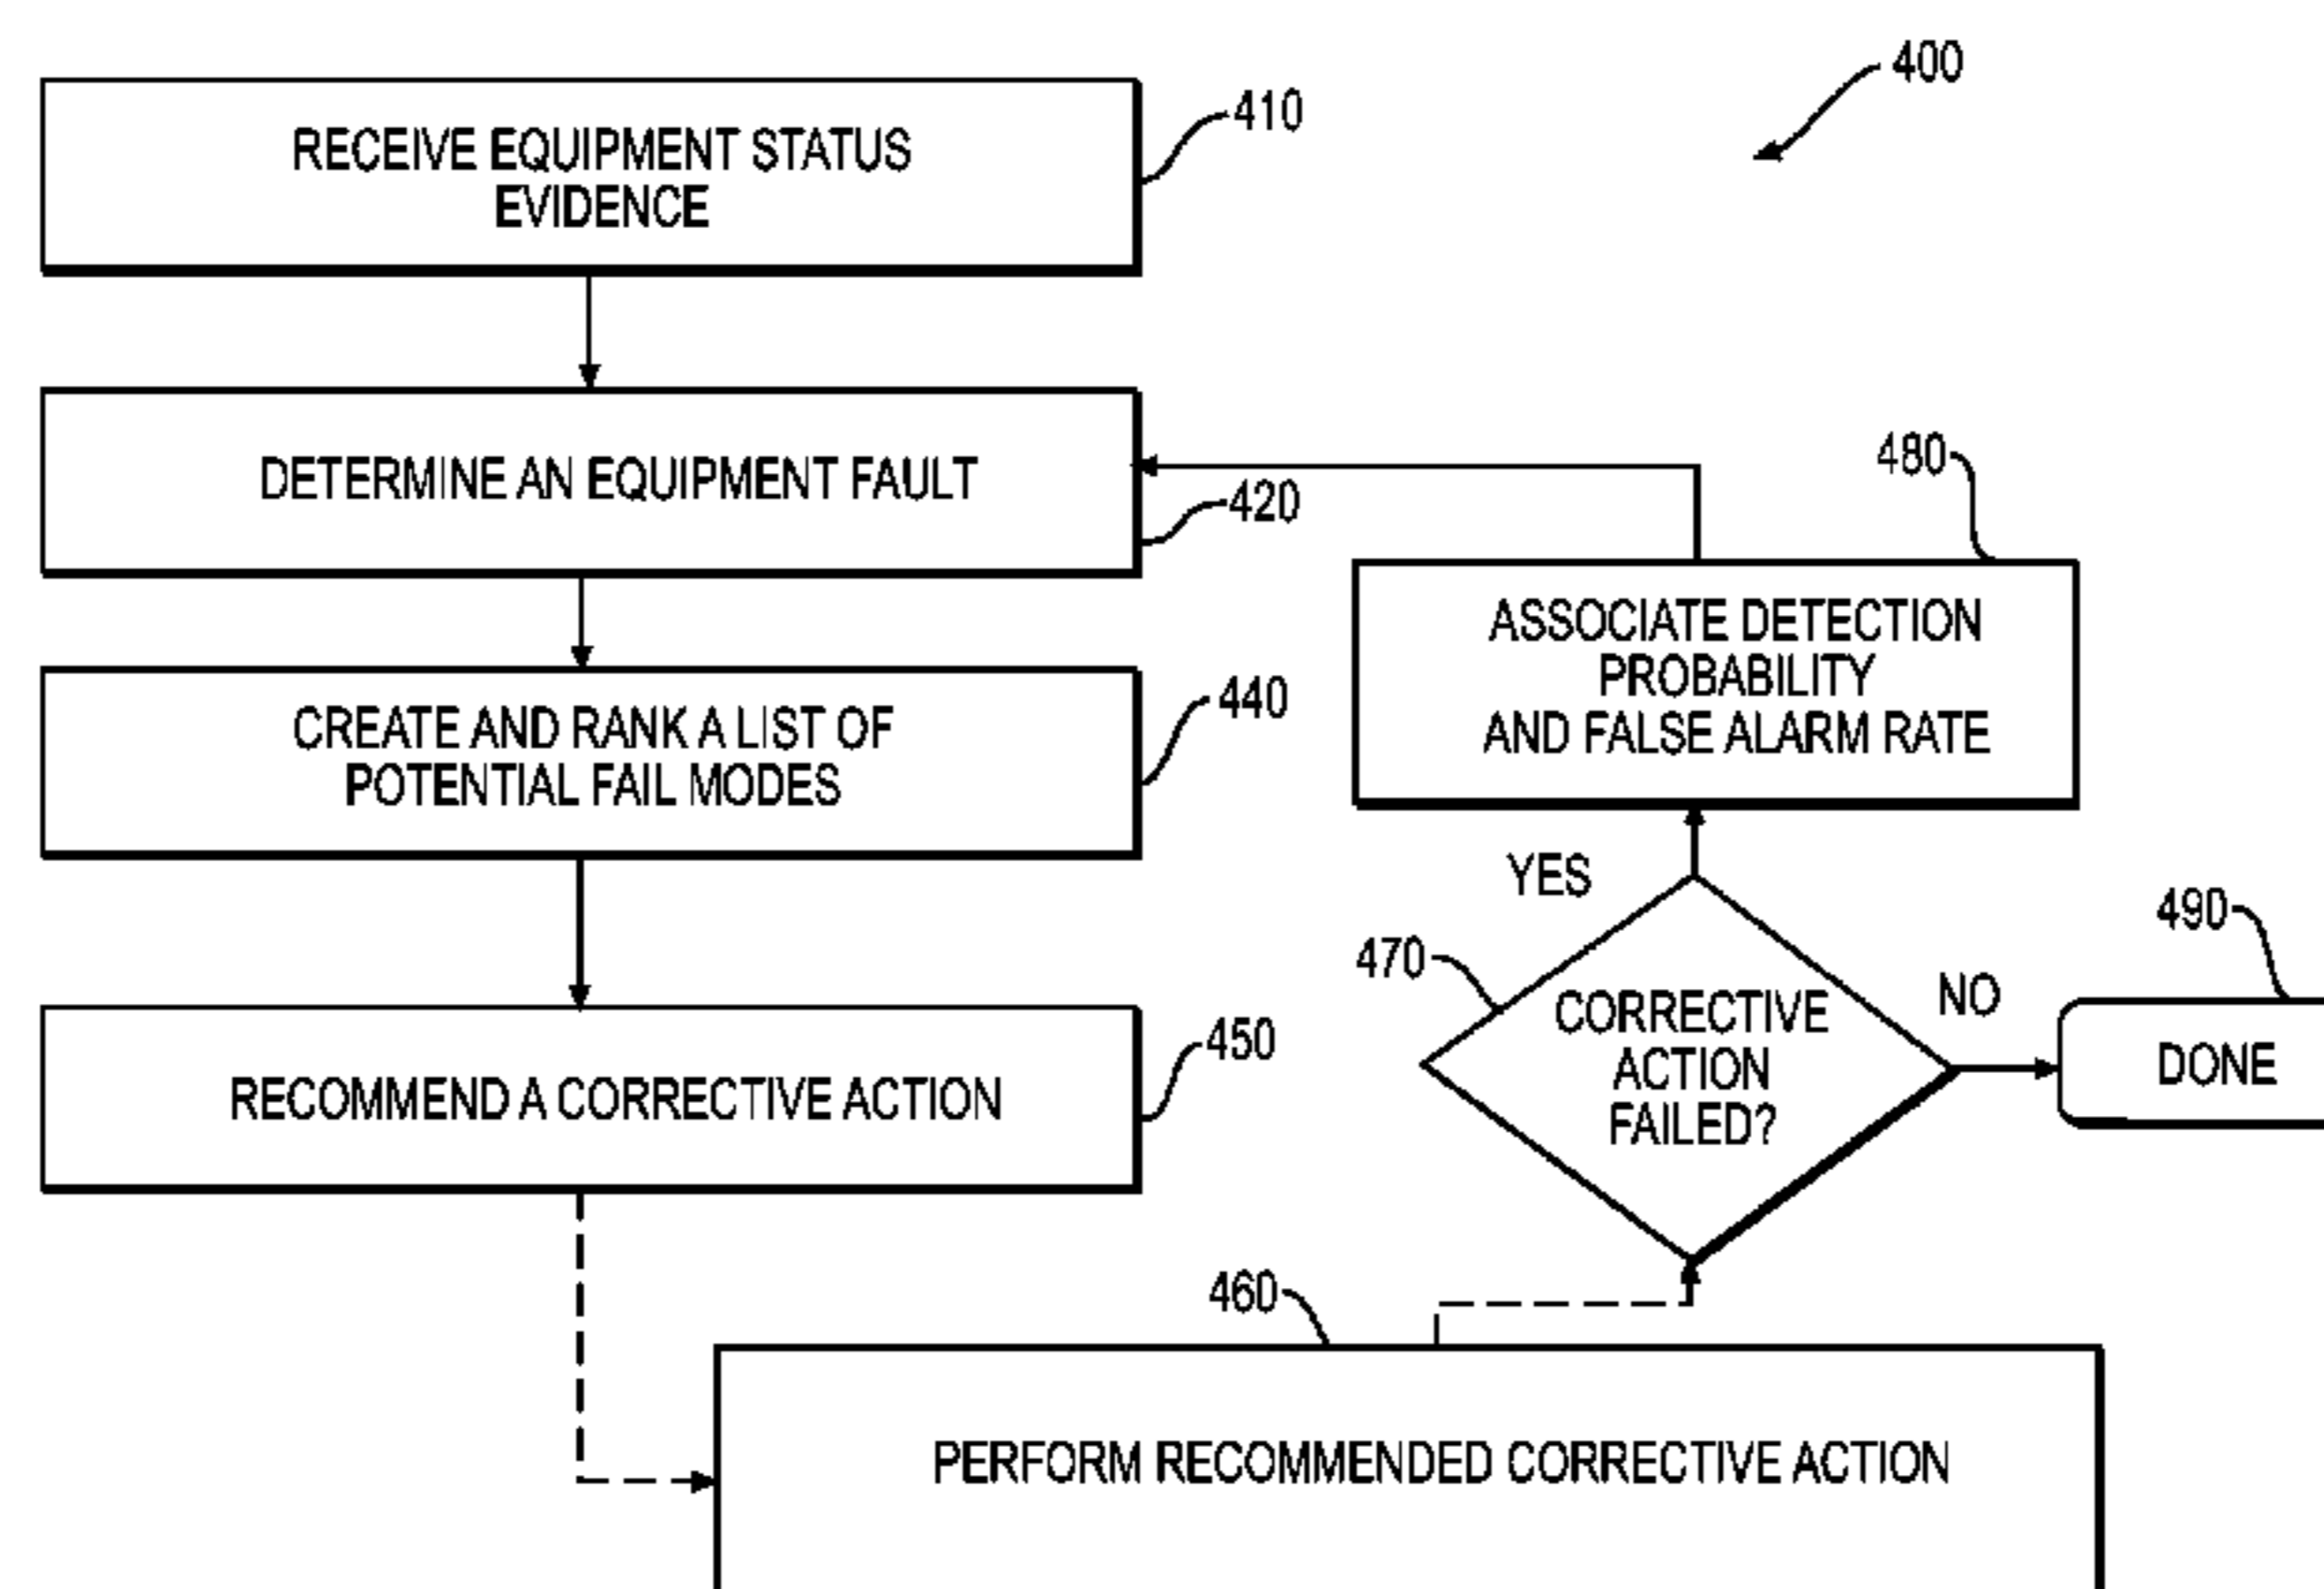 400
RECEIVE EQUIPMENT STATUS
EVIDENCE
410
DETERMINE AN EQUIPMENT FAULT
420
CREATE AND RANK A LIST OF
POTENTIAL FAIL MODES
440
RECOMMEND A CORRECTIVE ACTION
450
460
PERFORM RECOMMENDED CORRECTIVE ACTION
470
CORRECTIVE
ACTION
FAILED?
YES
NO
480
ASSOCIATE DETECTION
PROBABILITY
AND FALSE ALARM RATE
490
DONE